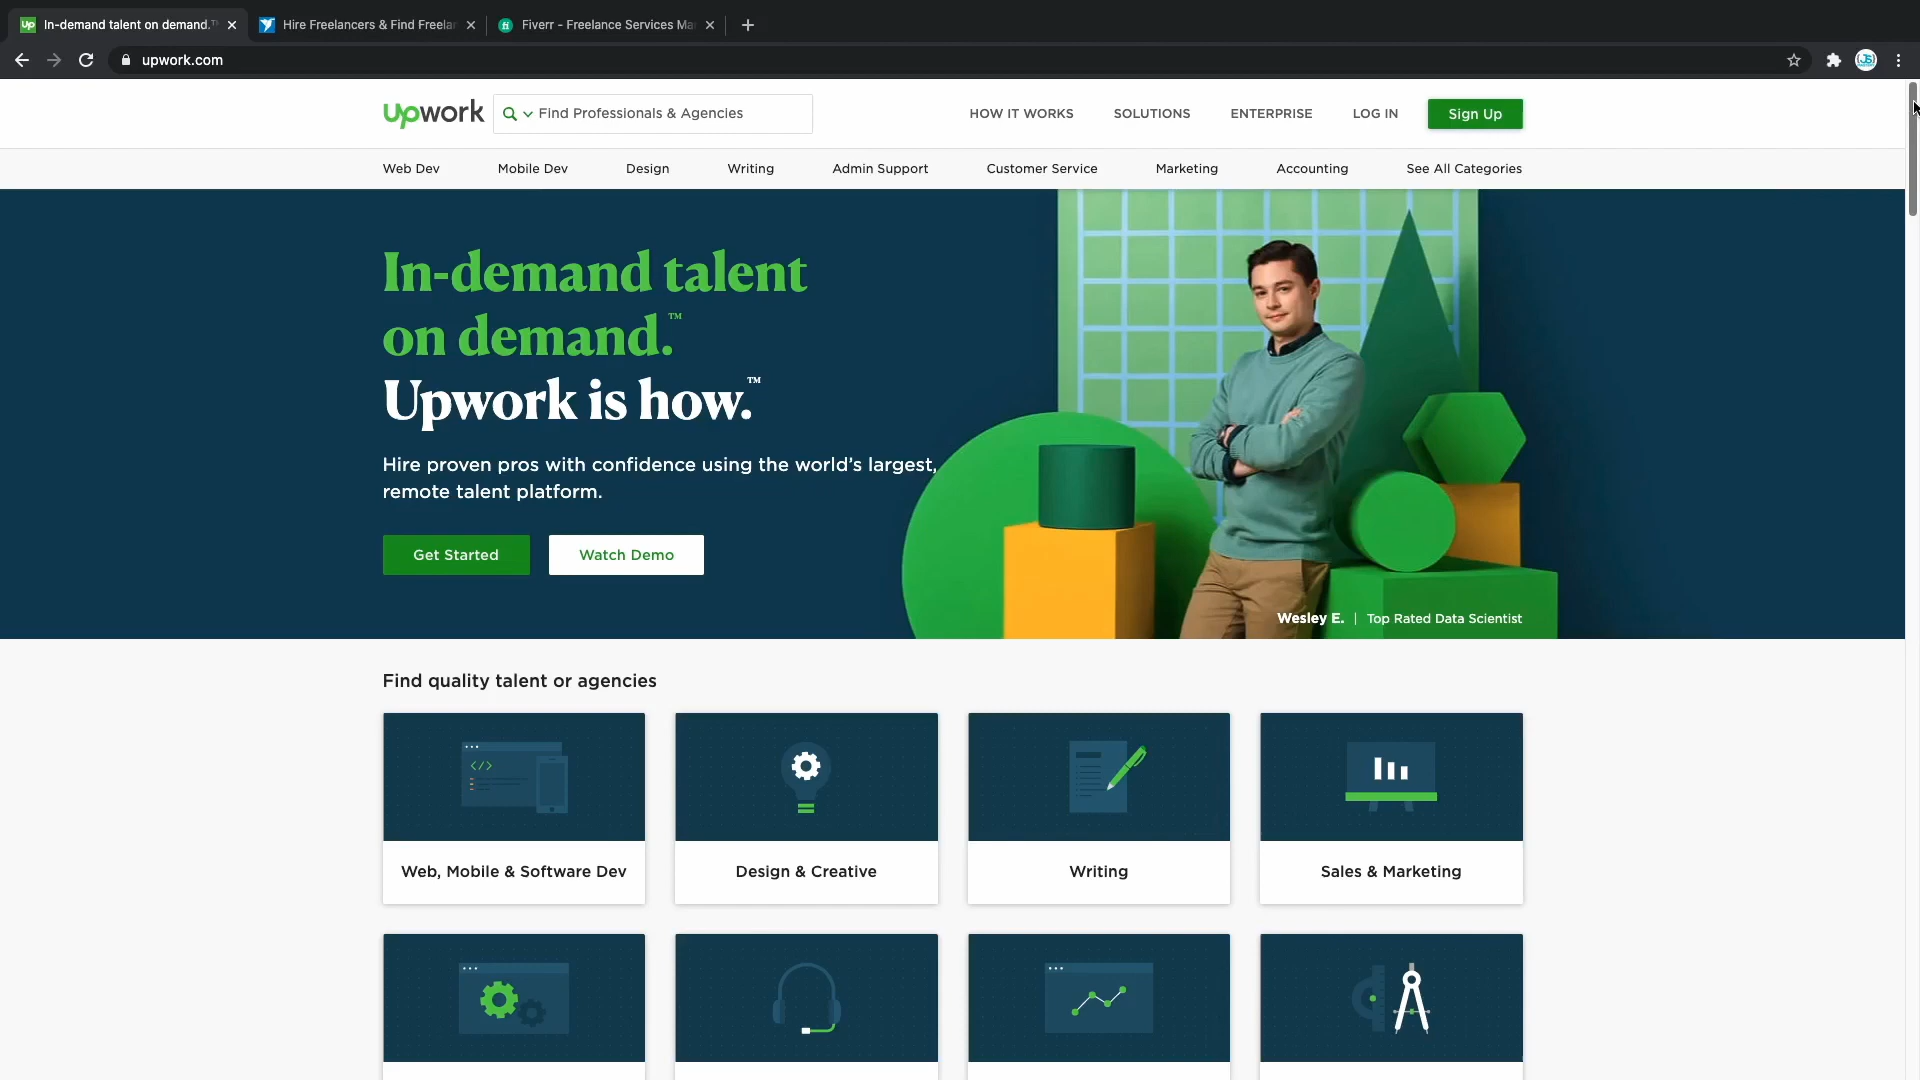 In-demand talent on demand.™
Hire Freelancers & Find Freela
Fiverr - Freelance Services Ma
upwork.com
upwork
Find Professionals & Agencies
HOW IT WORKS
SOLUTIONS
ENTERPRISE
LOG IN
Sign Up
Web Dev
Mobile Dev
Design
Writing
Admin Support
Customer Service
Marketing
Accounting
See All Categories
In-demand talent
on demand.™
Upwork is how.™
Hire proven pros with confidence using the world’s largest,
remote talent platform.
Get Started
Watch Demo
Wesley E. | Top Rated Data Scientist
Find quality talent or agencies
</>
Web, Mobile & Software Dev
Design & Creative
Writing
Sales & Marketing